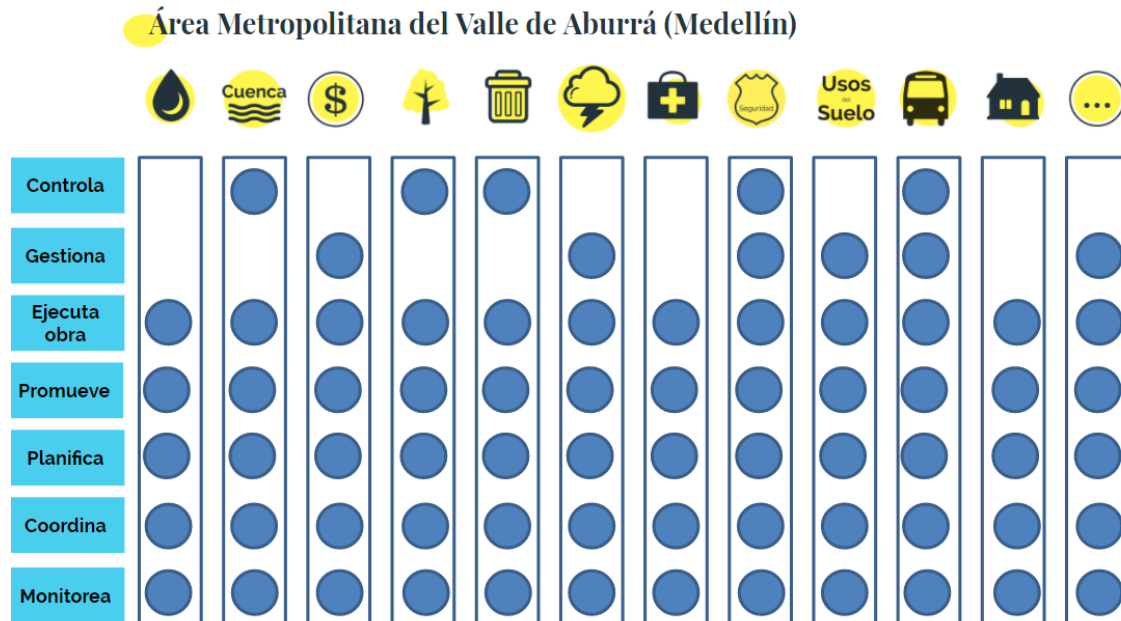 Área Metropolitana del Valle de Aburrá (Medellín)
Cuenca
$
Seguridad
Usos
del
Suelo
...
Controla
Gestiona
Ejecuta
obra
Promueve
Planifica
Coordina
Monitorea